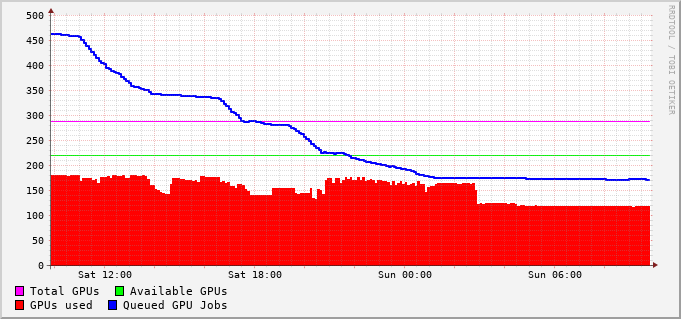 500
450
400
350
300
250
200
150
100
50
0
Sat 12:00 Sat 18:00 Sun 00:00 Sun 06:00
Total GPUs Available GPUs
GPUs used Queued GPU Jobs
RRDTOOL / TOBI OETIKER